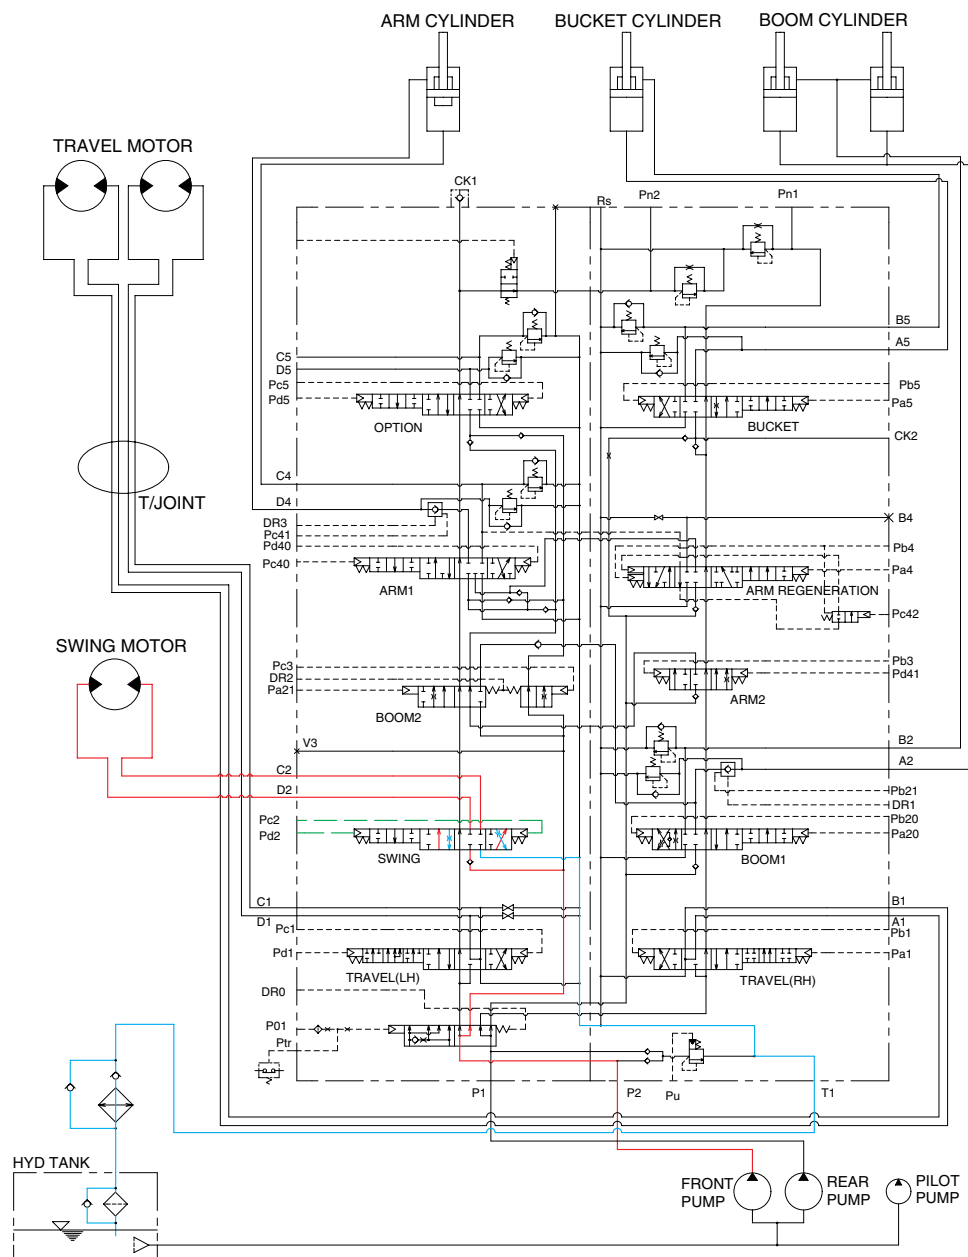 ARM CYLINDER
BUCKET CYLINDER
BOOM CYLINDER
TRAVEL MOTOR
CK1
Rs
Pn2
Pn1
B5
A5
C5
D5
Pc5
Pd5
Pb5
Pa5
OPTION
BUCKET
CK2
T/JOINT
C4
D4
DR3
Pc41
Pd40
Pc40
B4
Pb4
Pa4
ARM1
ARM REGENERATION
Pc42
SWING MOTOR
Pc3
DR2
Pa21
Pb3
Pd41
BOOM2
ARM2
V3
B2
A2
C2
D2
Pb21
DR1
Pc2
Pd2
Pb20
Pa20
SWING
BOOM1
C1
D1
Pc1
Pd1
B1
A1
Pb1
Pa1
TRAVEL(LH)
TRAVEL(RH)
DR0
P01
Ptr
P1
P2
Pu
T1
HYD TANK
FRONT
PUMP
REAR
PUMP
PILOT
PUMP